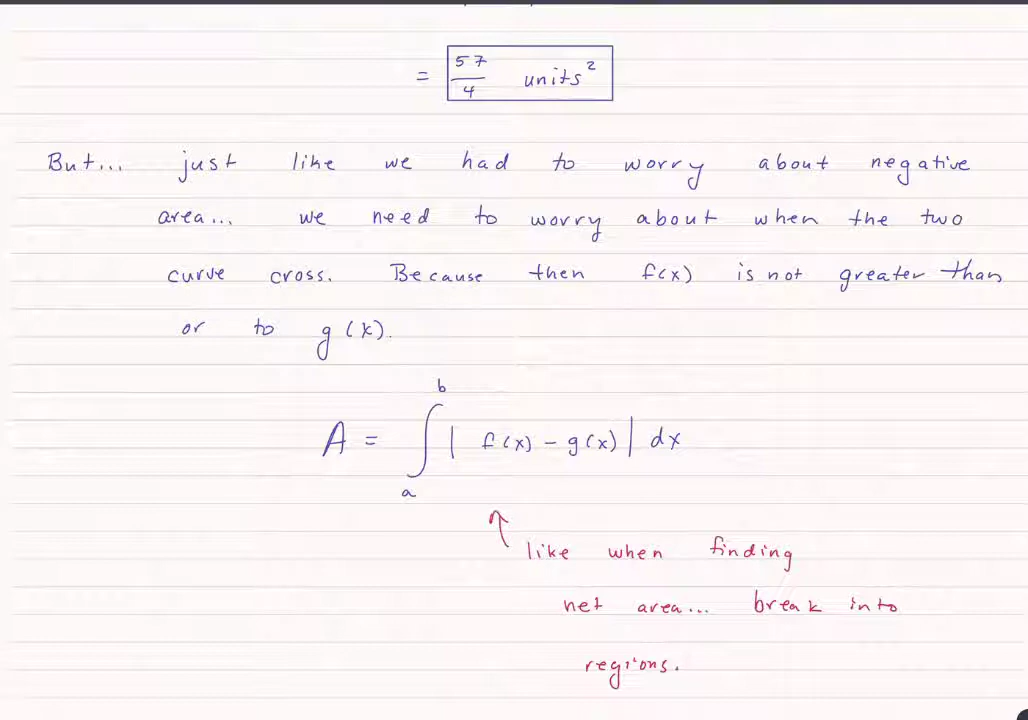 = 57/4 units²
But... just like we had to worry about negative
area... we need to worry about when the two
curve cross. Because then f(x) is not greater than
or to g(x).
A = ∫_a^b | f(x) - g(x) | dx
like when finding
net area... break into
regions.